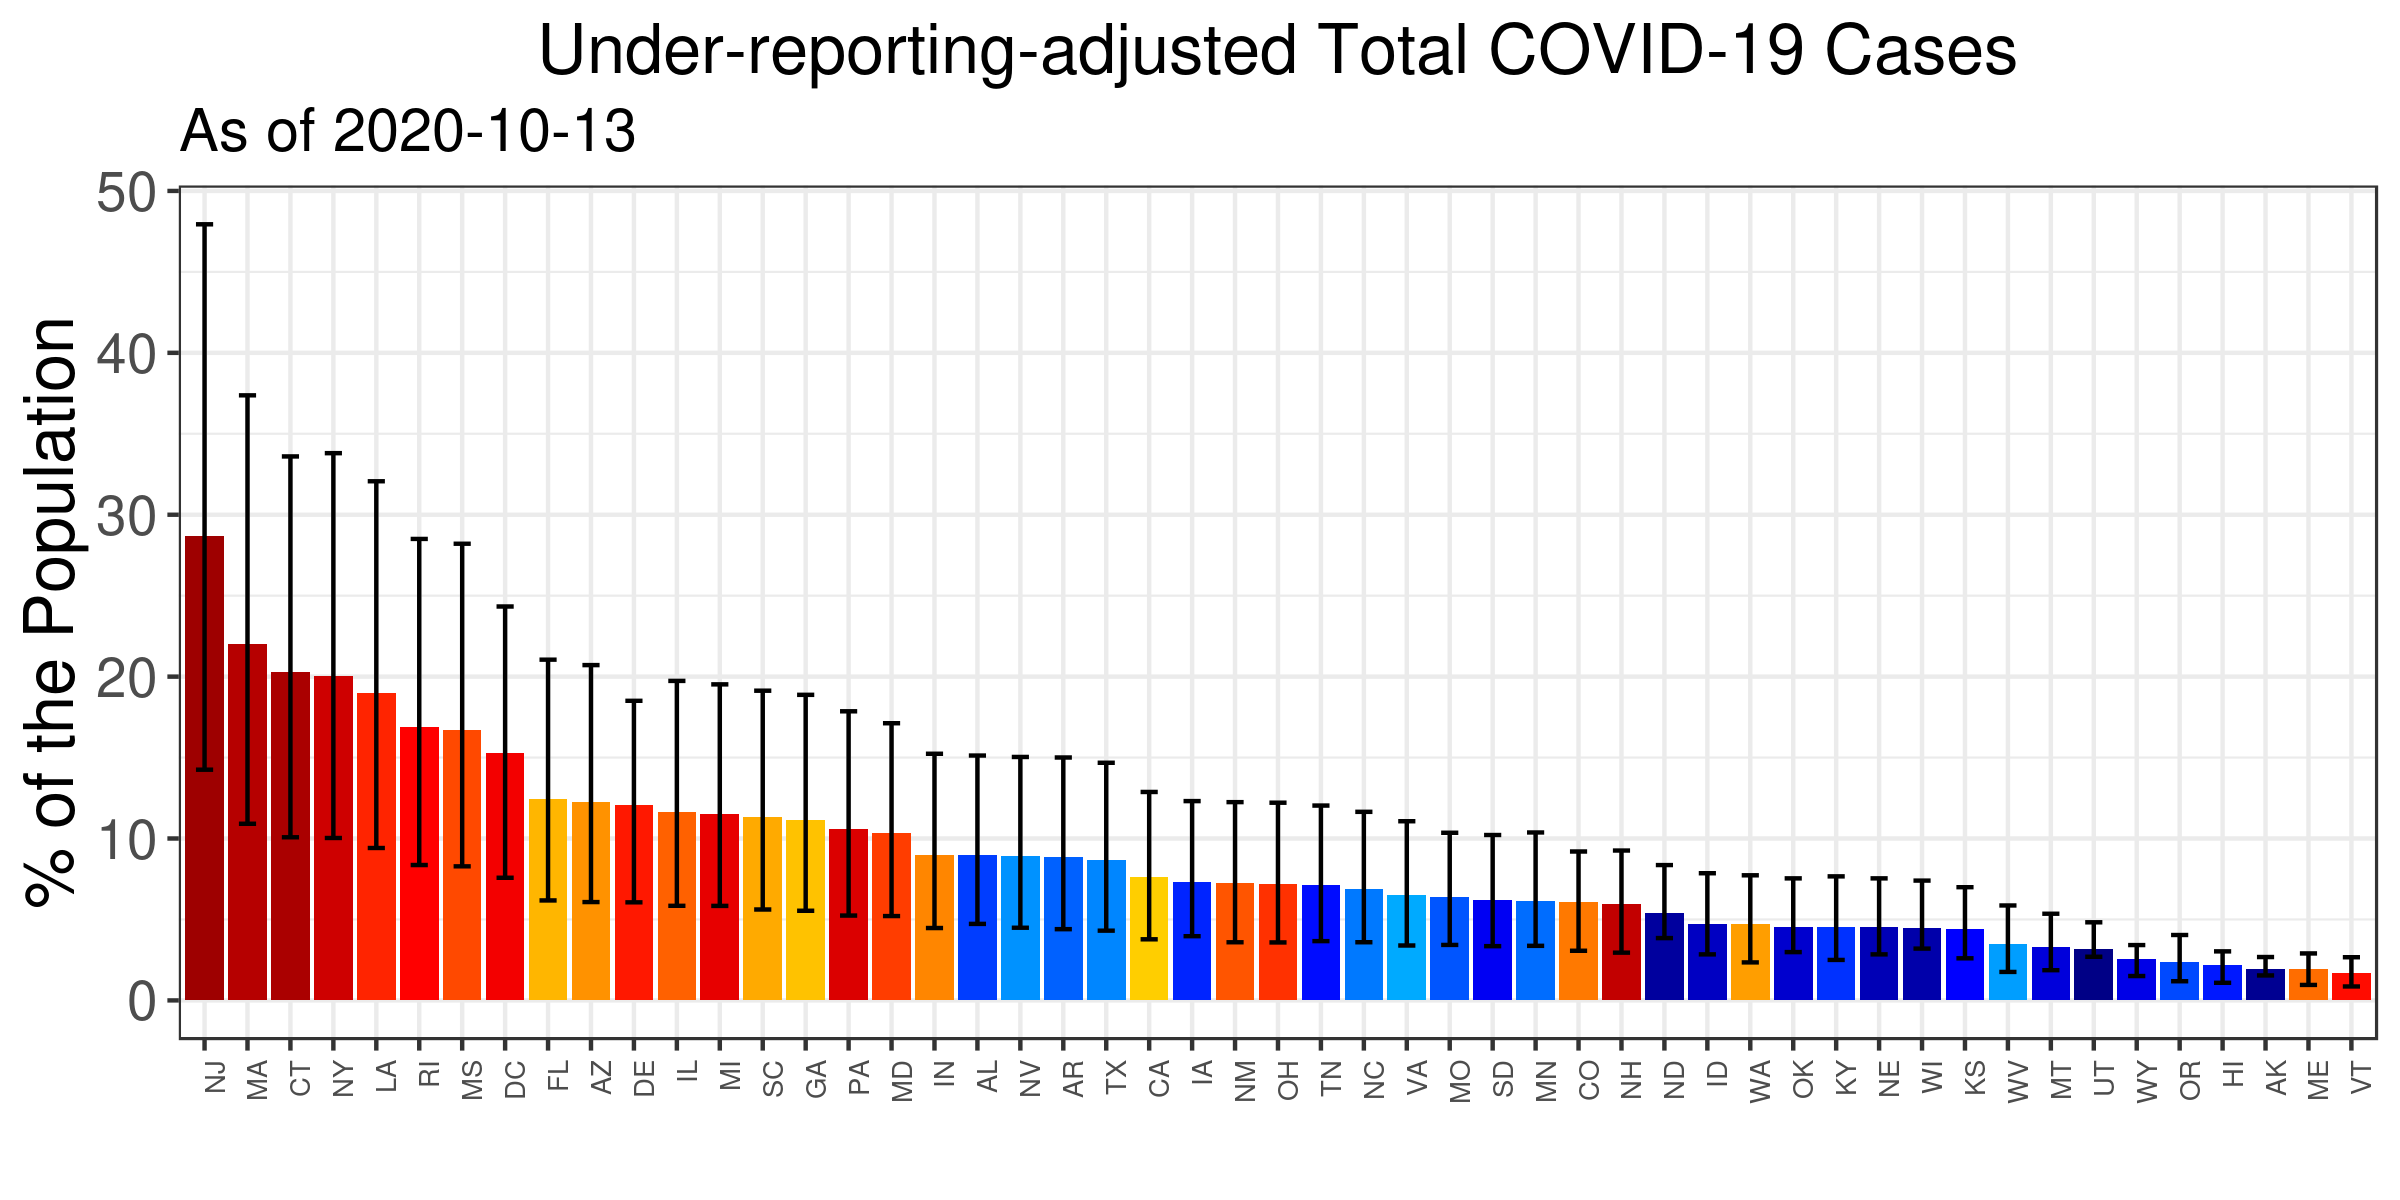 Under-reporting-adjusted Total COVID-19 Cases
As of 2020-10-13
% of the Population
50
40
30
20
10
0
NJ MA CT NY LA RI MS DC FL AZ DE IL MI SC GA PA MD IN AL NV AR TX CA IA NM OH TN NC VA MO SD MN CO NH ND ID WA OK KY NE WI KS WV MT UT WY OR HI AK ME VT